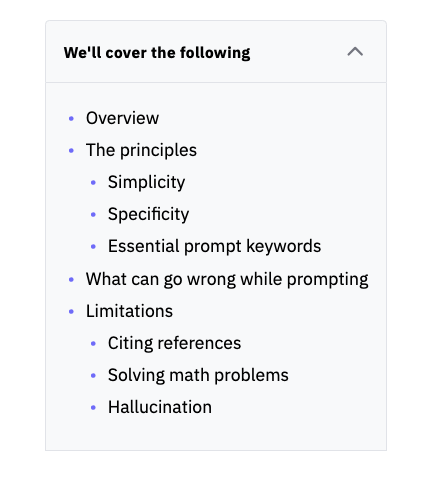 We'll cover the following
Overview
The principles
Simplicity
Specificity
Essential prompt keywords
What can go wrong while prompting
Limitations
Citing references
Solving math problems
Hallucination